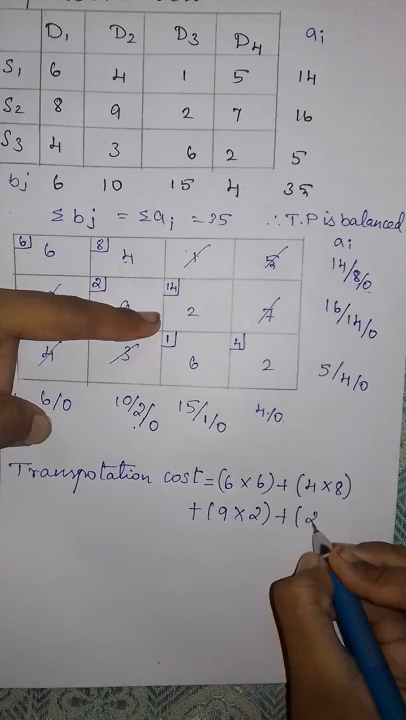 D1 D2 D3 D4 ai
S1 6 4 1 5 14
S2 8 9 2 7 16
S3 4 3 6 2 5
bj 6 10 15 4 35
Σ bj = Σ ai = 35 ∴ T.P is balanced
ai
6 6 8 4 1 5 14/8/0
2 9 14 2 7 16/14/0
4 3 1 6 4 2 5/4/0
6/0 10/2/0 15/1/0 4/0
Transpotation cost = (6 x 6) + (4 x 8)
+ (9 x 2) + (2